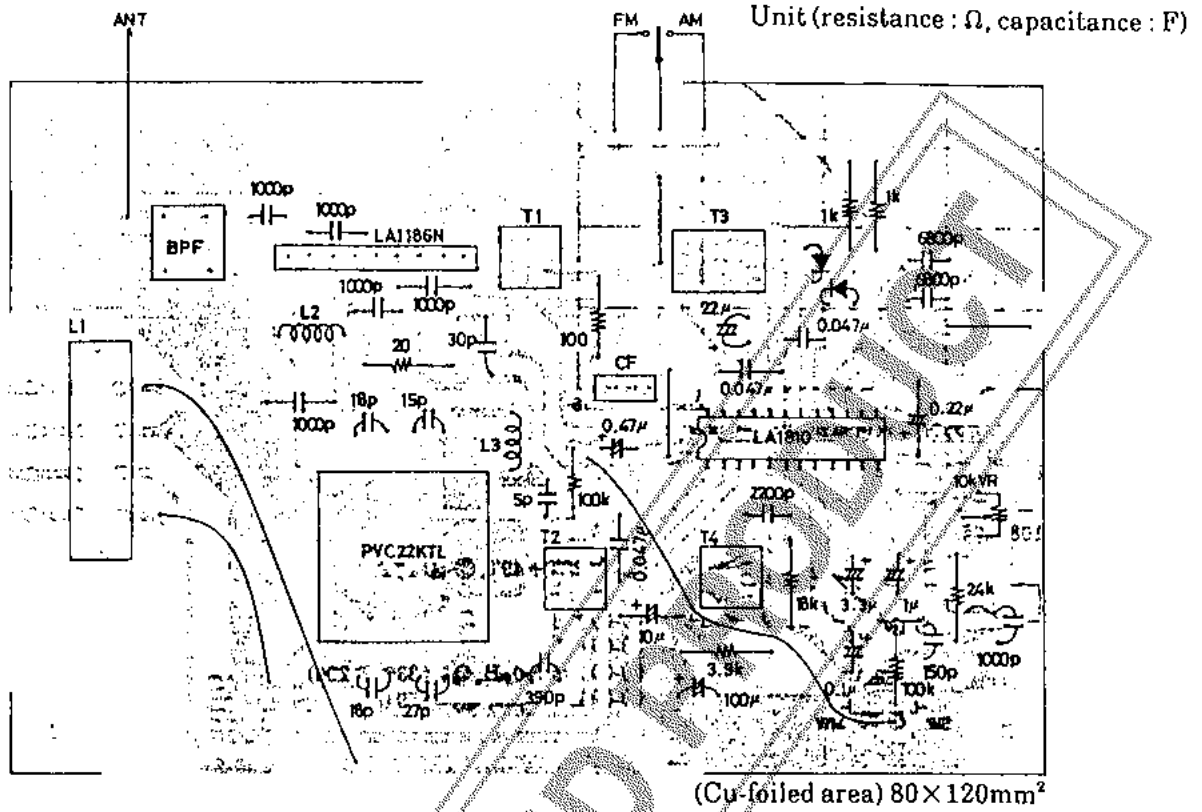 ANT
FM AM
Unit (resistance : Ω, capacitance : F)
1000p
1000p
BPF
LA1186N
T1
T3
1k
1k
6800p
6800p
1000p
1000p
L1
L2
30p
20
100
22μ
0.047μ
CF
0.047μ
1000p
18p
15p
L3
0.47μ
LA1810
0.22μ
5p
100k
2200p
10kVR
PVC22KTL
T2
0.047μ
T4
18k
3.3μ
1μ
24k
10μ
3.9k
150p
1000p
18p
27p
390p
100μ
0.1μ
100k
(Cu-foiled area) 80×120mm²